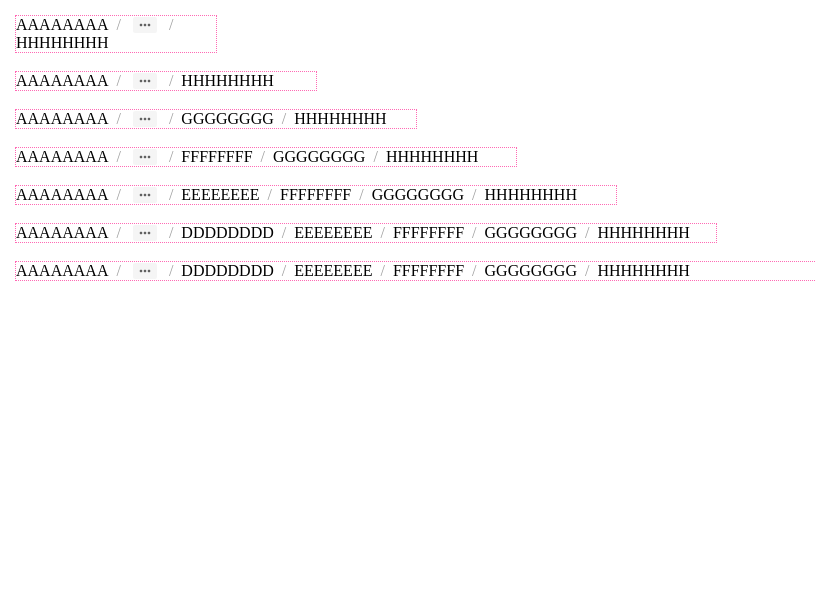 AAAAAAAA / ••• /
HHHHHHHH
AAAAAAAA / ••• / HHHHHHHH
AAAAAAAA / ••• / GGGGGGGG / HHHHHHHH
AAAAAAAA / ••• / FFFFFFFF / GGGGGGGG / HHHHHHHH
AAAAAAAA / ••• / EEEEEEEE / FFFFFFFF / GGGGGGGG / HHHHHHHH
AAAAAAAA / ••• / DDDDDDDD / EEEEEEEE / FFFFFFFF / GGGGGGGG / HHHHHHHH
AAAAAAAA / ••• / DDDDDDDD / EEEEEEEE / FFFFFFFF / GGGGGGGG / HHHHHHHH